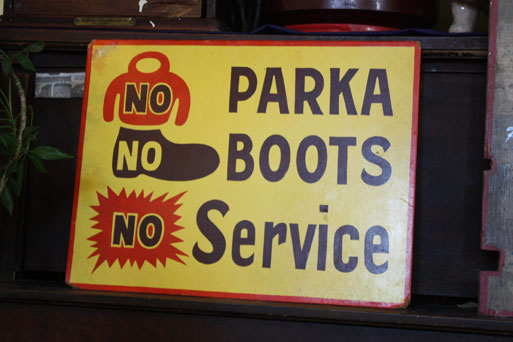 NO PARKA
NO BOOTS
NO Service